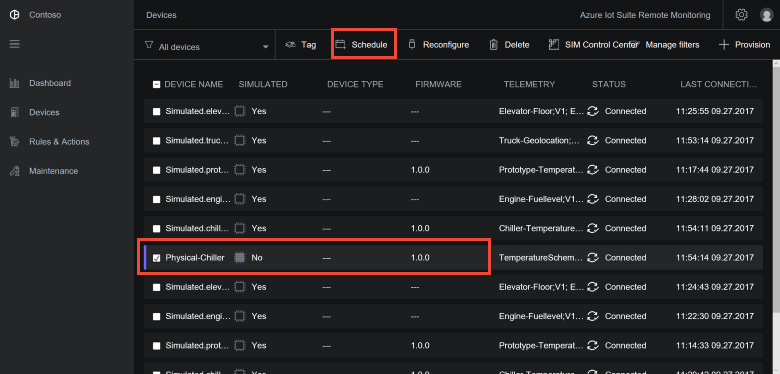 Contoso
Devices
Azure Iot Suite Remote Monitoring
All devices
Tag
Schedule
Reconfigure
Delete
SIM Control Center
Manage filters
Provision
Dashboard
Devices
Rules & Actions
Maintenance
DEVICE NAME SIMULATED DEVICE TYPE FIRMWARE TELEMETRY STATUS LAST CONNECTI...
Simulated.elev... Yes --- --- Elevator-Floor;V1; E... Connected 11:25:55 09.27.2017
Simulated.truc... Yes --- --- Truck-Geolocation;... Connected 11:53:14 09.27.2017
Simulated.prot... Yes --- 1.0.0 Prototype-Temperat... Connected 11:17:44 09.27.2017
Simulated.engi... Yes --- --- Engine-Fuellevel;V1... Connected 11:28:02 09.27.2017
Simulated.chill... Yes --- 1.0.0 Chiller-Temperature... Connected 11:54:11 09.27.2017
Physical-Chiller No --- 1.0.0 TemperatureSchem... Connected 11:54:14 09.27.2017
Simulated.elev... Yes --- --- Elevator-Floor;V1; E... Connected 11:24:43 09.27.2017
Simulated.engi... Yes --- --- Engine-Fuellevel;V1... Connected 11:22:30 09.27.2017
Simulated.prot... Yes --- 1.0.0 Prototype-Temperat... Connected 11:14:33 09.27.2017